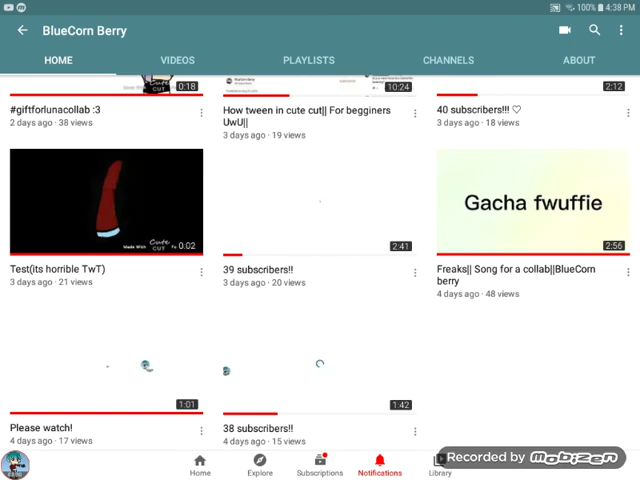 100% 4:38 PM
BlueCorn Berry
HOME VIDEOS PLAYLISTS CHANNELS ABOUT
CUT 0:18 10:24 2:12
#giftforlunacollab :3
2 days ago · 38 views
How tween in cute cut|| For begginers
UwU||
3 days ago · 19 views
40 subscribers!!! ♡
3 days ago · 18 views
Made With Cute CUT 0:02
2:41
Gacha fwuffie
2:56
Test(its horrible TwT)
3 days ago · 21 views
39 subscribers!!
3 days ago · 20 views
Freaks|| Song for a collab||BlueCorn
berry
4 days ago · 48 views
1:01 1:42
Please watch!
4 days ago · 17 views
38 subscribers!!
4 days ago · 15 views
Home Explore Subscriptions Notifications Library
Recorded by MOBIZEN